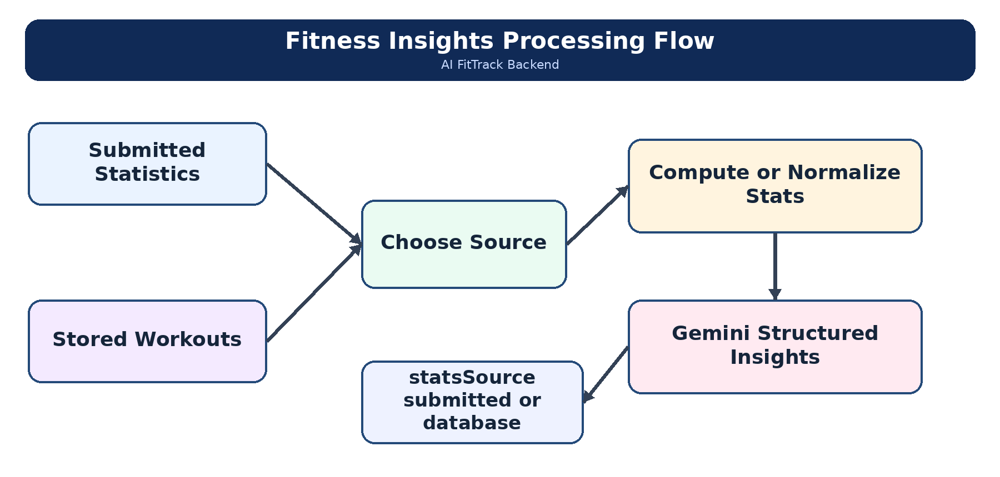 Fitness Insights Processing Flow
AI FitTrack Backend
Submitted
Statistics
Stored Workouts
Choose Source
Compute or Normalize
Stats
Gemini Structured
Insights
statsSource
submitted or
database